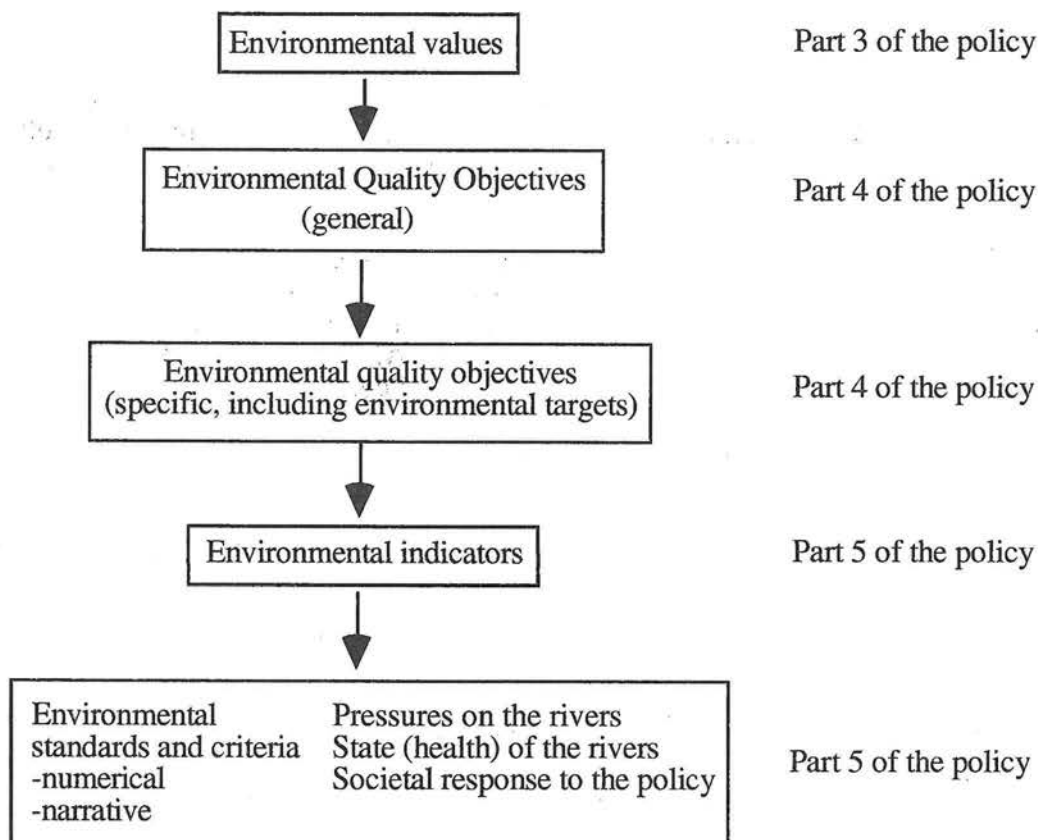 Environmental values
Part 3 of the policy
Environmental Quality Objectives
(general)
Part 4 of the policy
Environmental quality objectives
(specific, including environmental targets)
Part 4 of the policy
Environmental indicators
Part 5 of the policy
Environmental
standards and criteria
-numerical
-narrative
Pressures on the rivers
State (health) of the rivers
Societal response to the policy
Part 5 of the policy